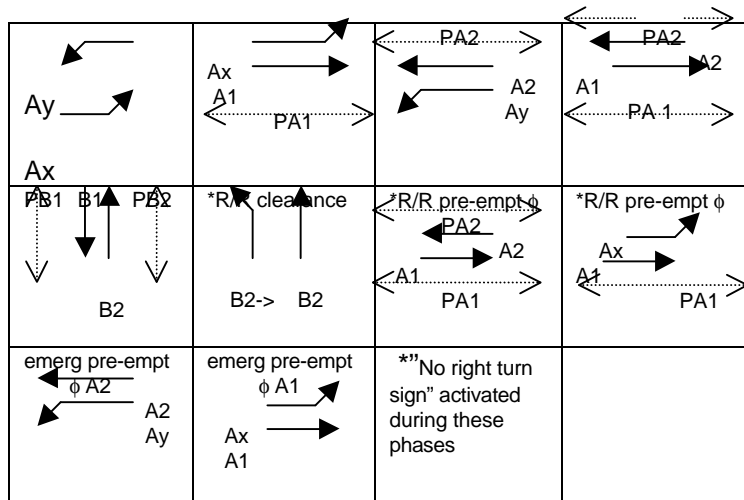 Ay
Ax
Ax
A1
PA1
PA2
A2
Ay
PA2
A2
A1
PA 1
PB1 B1 PB2
B2
*R/R clearance
B2-> B2
*R/R pre-empt ϕ
PA2
A2
A1
PA1
*R/R pre-empt ϕ
Ax
A1
PA1
emerg pre-empt
ϕ A2
A2
Ay
emerg pre-empt
ϕ A1
Ax
A1
*”No right turn
sign” activated
during these
phases